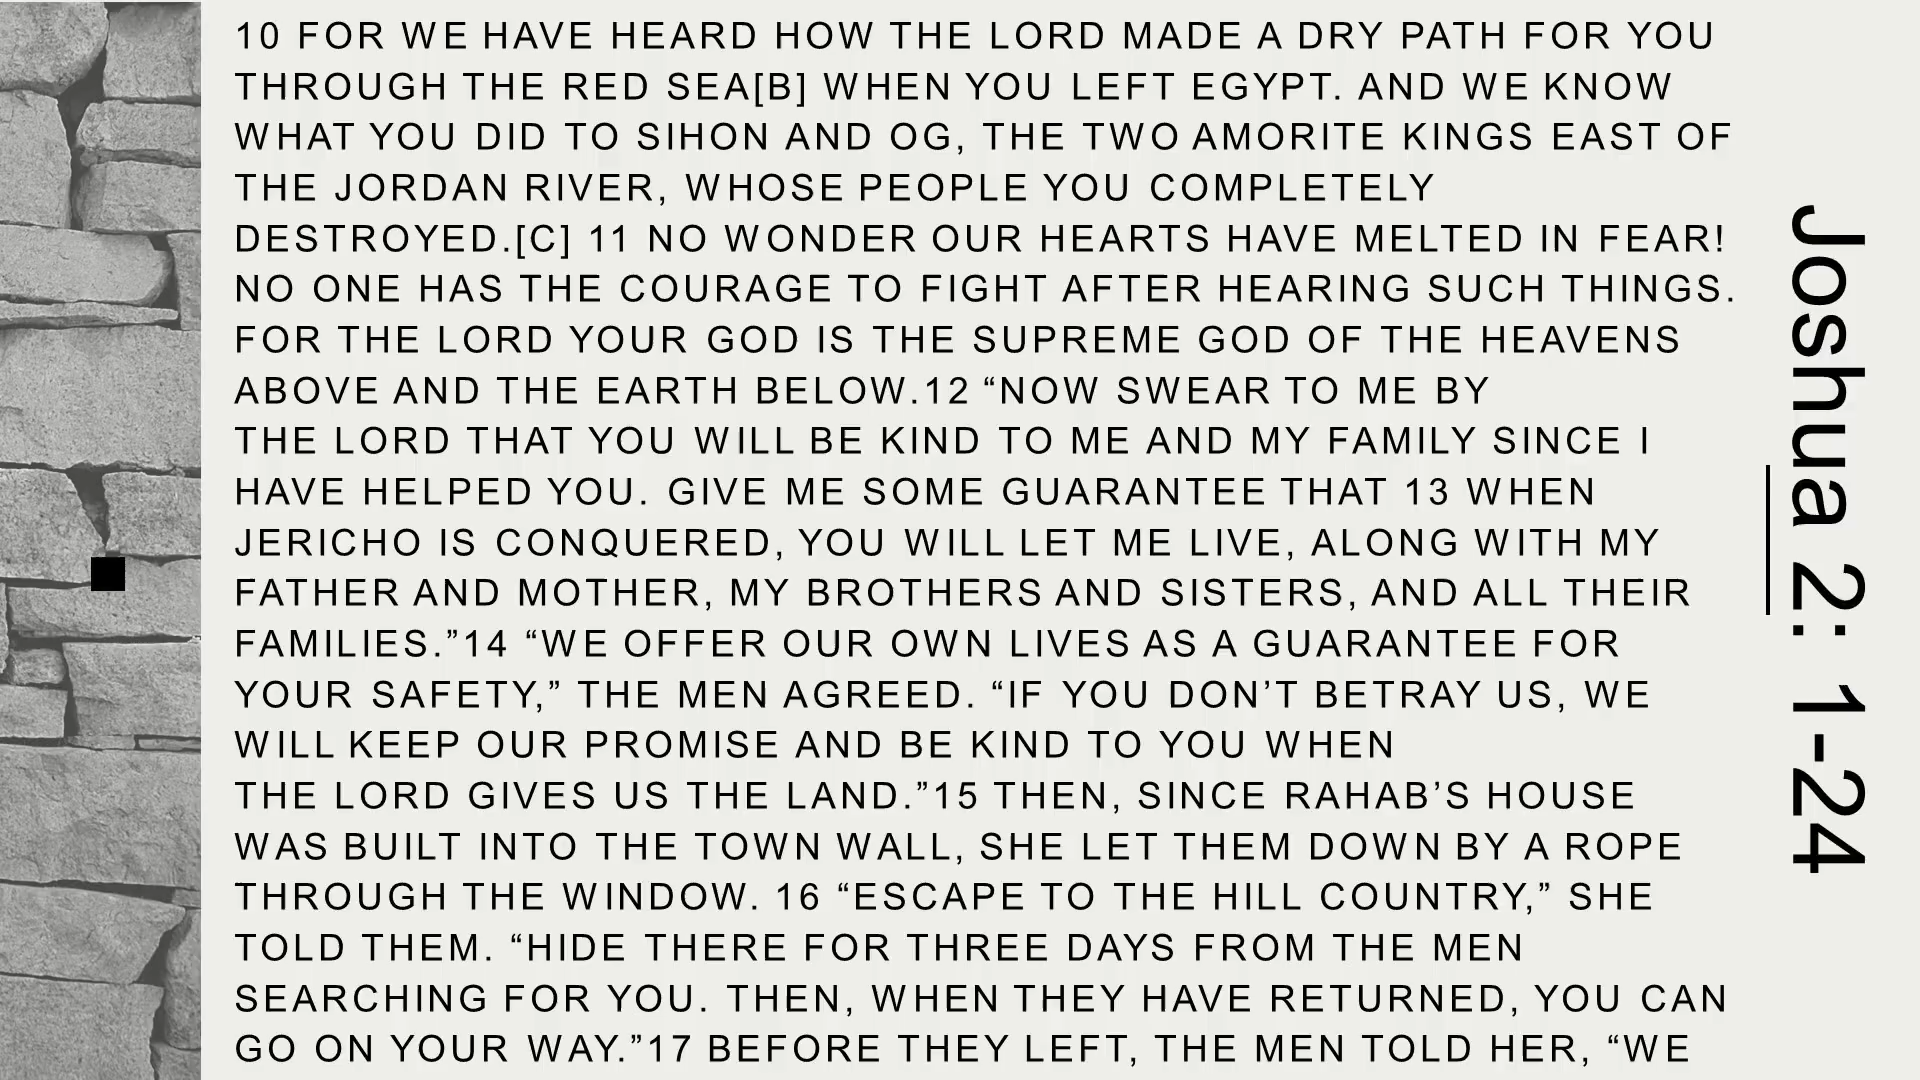 10 FOR WE HAVE HEARD HOW THE LORD MADE A DRY PATH FOR YOU
THROUGH THE RED SEA[B] WHEN YOU LEFT EGYPT. AND WE KNOW
WHAT YOU DID TO SIHON AND OG, THE TWO AMORITE KINGS EAST OF
THE JORDAN RIVER, WHOSE PEOPLE YOU COMPLETELY
DESTROYED.[C] 11 NO WONDER OUR HEARTS HAVE MELTED IN FEAR!
NO ONE HAS THE COURAGE TO FIGHT AFTER HEARING SUCH THINGS.
FOR THE LORD YOUR GOD IS THE SUPREME GOD OF THE HEAVENS
ABOVE AND THE EARTH BELOW.12 “NOW SWEAR TO ME BY
THE LORD THAT YOU WILL BE KIND TO ME AND MY FAMILY SINCE I
HAVE HELPED YOU. GIVE ME SOME GUARANTEE THAT 13 WHEN
JERICHO IS CONQUERED, YOU WILL LET ME LIVE, ALONG WITH MY
FATHER AND MOTHER, MY BROTHERS AND SISTERS, AND ALL THEIR
FAMILIES.”14 “WE OFFER OUR OWN LIVES AS A GUARANTEE FOR
YOUR SAFETY,” THE MEN AGREED. “IF YOU DON’T BETRAY US, WE
WILL KEEP OUR PROMISE AND BE KIND TO YOU WHEN
THE LORD GIVES US THE LAND.”15 THEN, SINCE RAHAB’S HOUSE
WAS BUILT INTO THE TOWN WALL, SHE LET THEM DOWN BY A ROPE
THROUGH THE WINDOW. 16 “ESCAPE TO THE HILL COUNTRY,” SHE
TOLD THEM. “HIDE THERE FOR THREE DAYS FROM THE MEN
SEARCHING FOR YOU. THEN, WHEN THEY HAVE RETURNED, YOU CAN
GO ON YOUR WAY.”17 BEFORE THEY LEFT, THE MEN TOLD HER, “WE
Joshua 2: 1-24